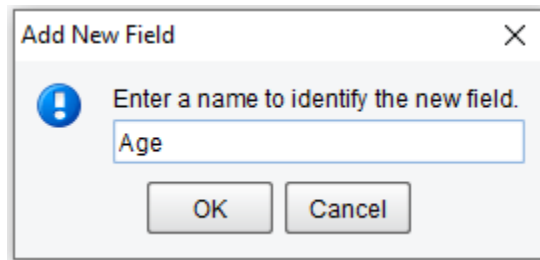 Add New Field
Enter a name to identify the new field.
Age
OK Cancel